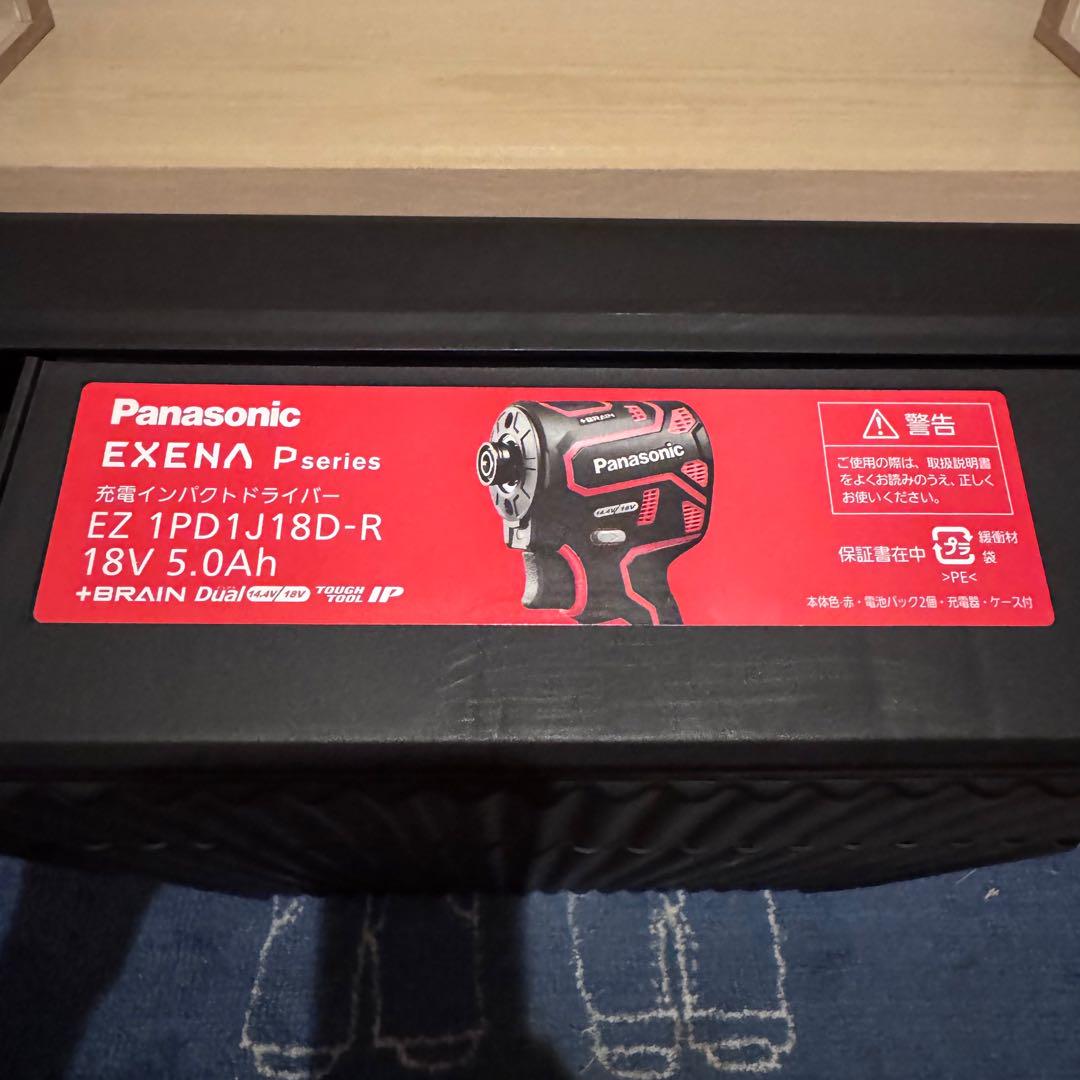 Panasonic
EXENA P series
充電インパクトドライバー
EZ 1PD1J18D-R
18V 5.0Ah
+BRAIN Dual 14.4V/18V TOUGH TOOL IP
+BRAIN
Panasonic
14.4V/18V
警告
ご使用の際は、取扱説明書
をよくお読みのうえ、正しく
お使いください。
保証書在中
プラ
緩衝材
袋
>PE<
本体色:赤・電池パック2個・充電器・ケース付